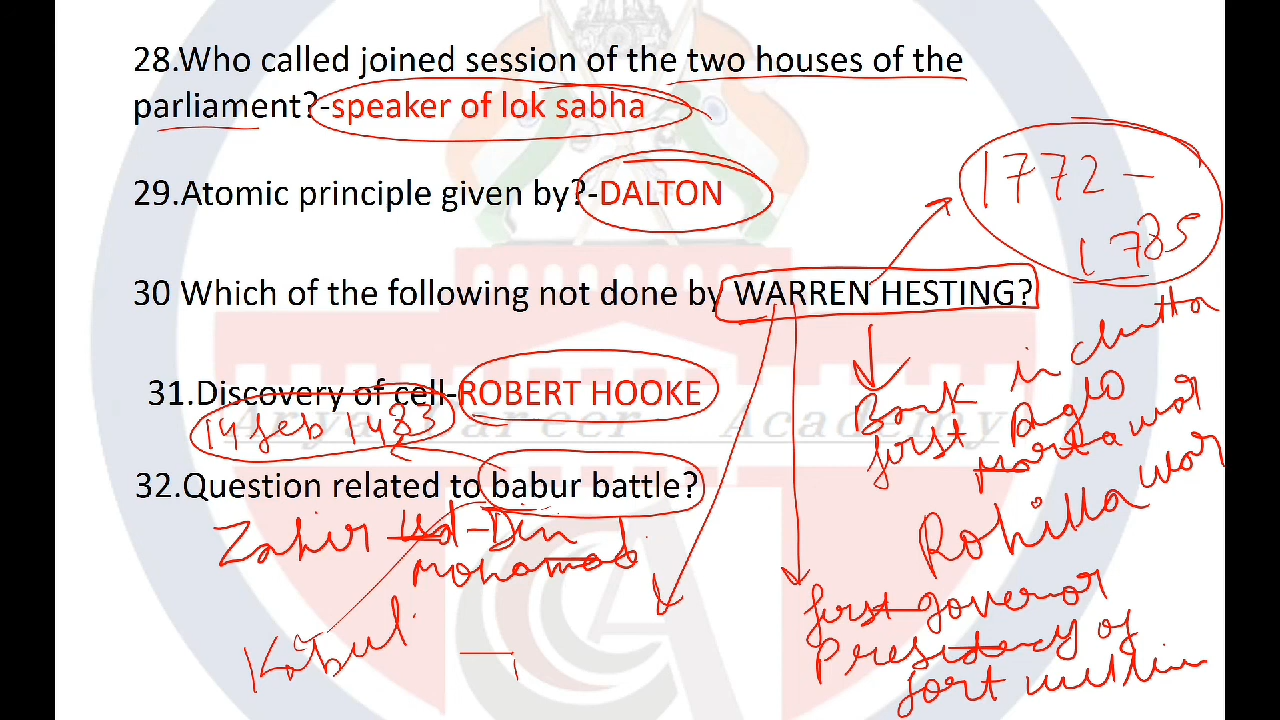 28.Who called joined session of the two houses of the
parliament?-speaker of lok sabha
1772 -
1785
29.Atomic principle given by?-DALTON
30 Which of the following not done by WARREN HESTING?
31.Discovery of cell-ROBERT HOOKE
14 feb 1483
Arya Career Academy
Bank in
first Anglo
war
Rohilla war
32.Question related to babur battle?
Zahir Ud-Din
Mohamad
Kabul
first governor
Presidency of
fort william